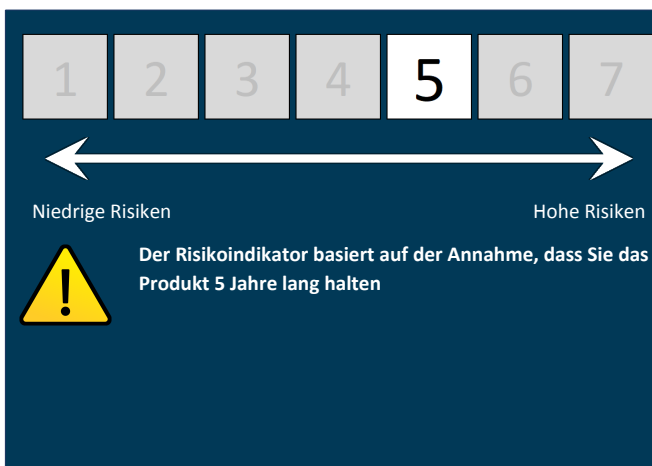 1 2 3 4 5 6 7
Niedrige Risiken Hohe Risiken
Der Risikoindikator basiert auf der Annahme, dass Sie das
Produkt 5 Jahre lang halten